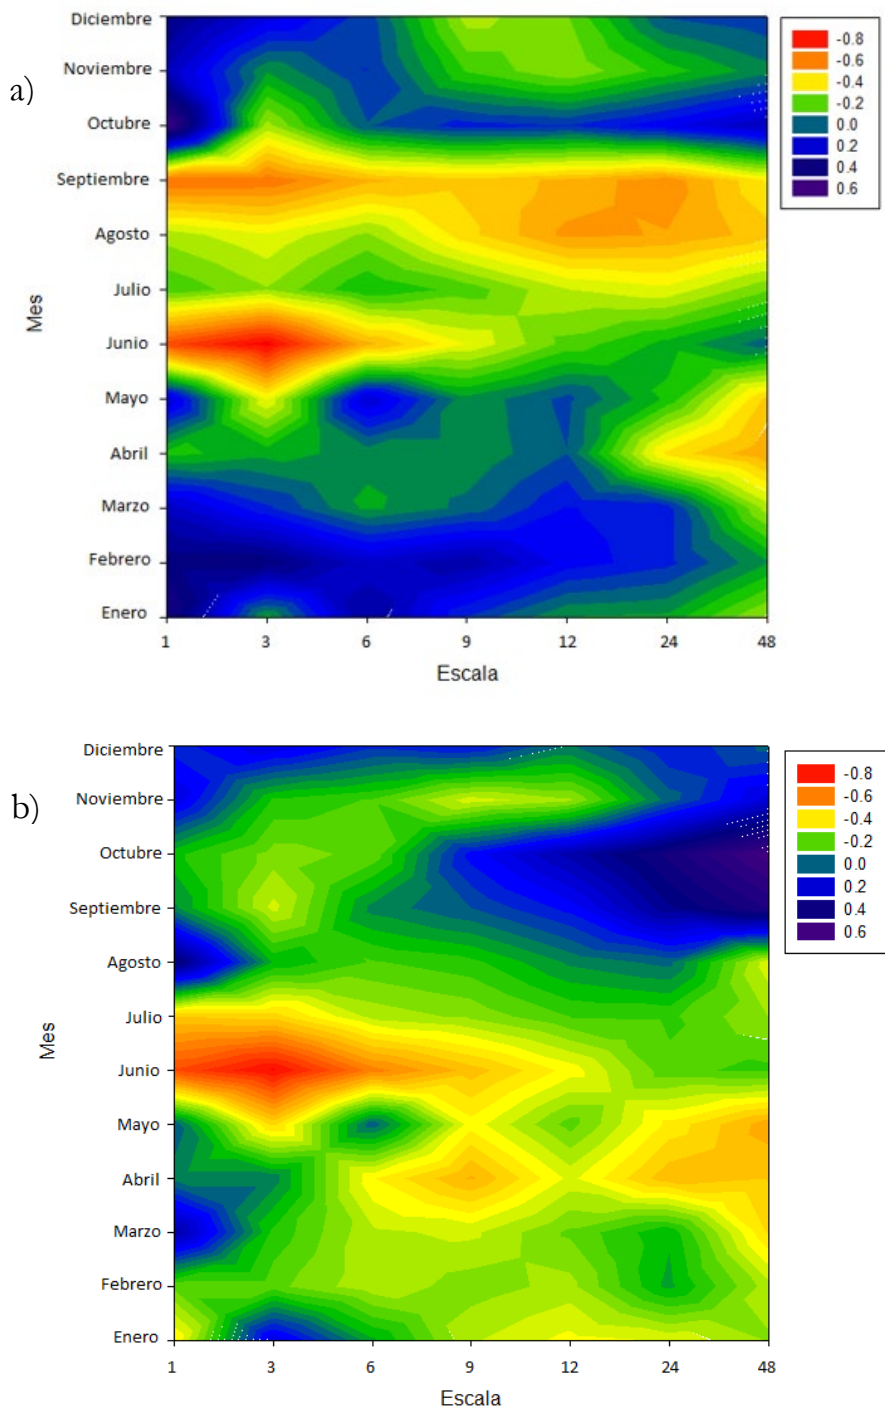 a)
Diciembre
Noviembre
Octubre
Septiembre
Agosto
Julio
Junio
Mayo
Abril
Marzo
Febrero
Enero
Mes
1 3 6 9 12 24 48
Escala
-0.8
-0.6
-0.4
-0.2
0.0
0.2
0.4
0.6
b)
Diciembre
Noviembre
Octubre
Septiembre
Agosto
Julio
Junio
Mayo
Abril
Marzo
Febrero
Enero
Mes
1 3 6 9 12 24 48
Escala
-0.8
-0.6
-0.4
-0.2
0.0
0.2
0.4
0.6